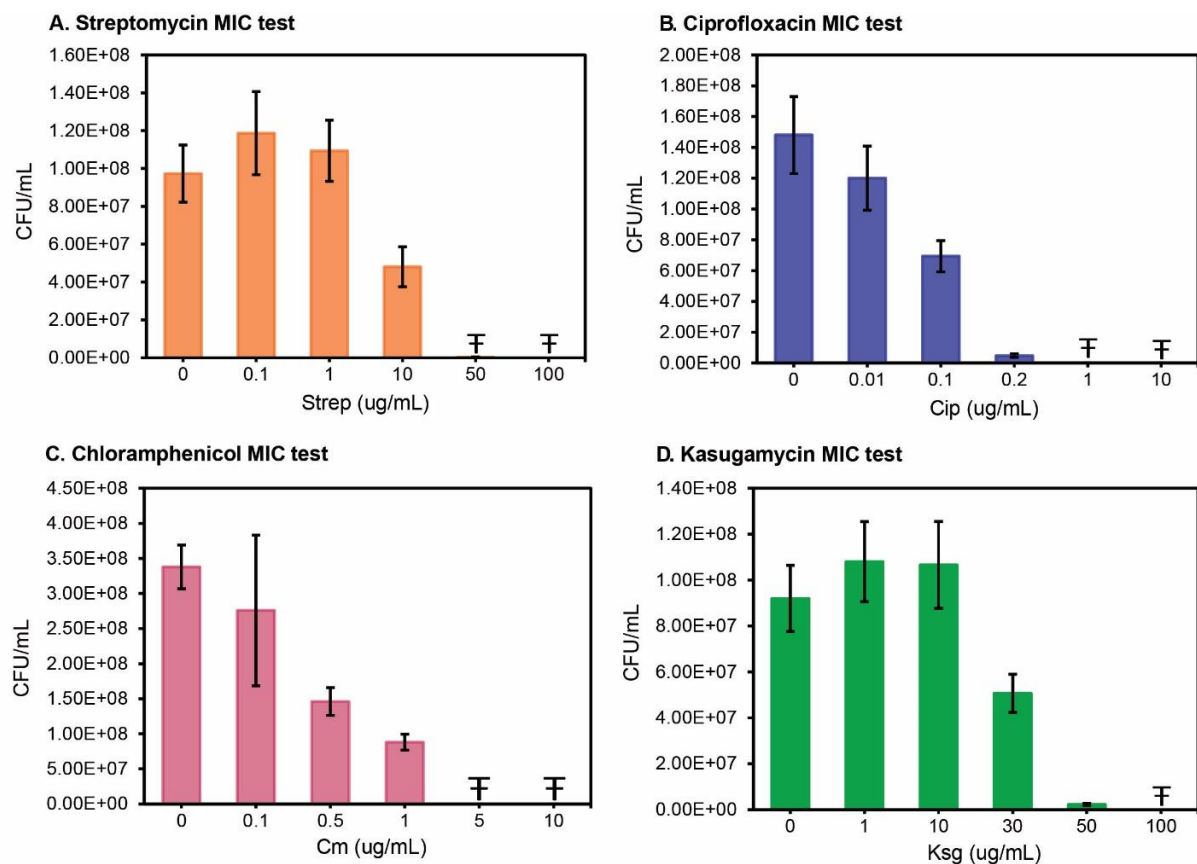 A. Streptomycin MIC test
1.60E+08
1.40E+08
1.20E+08
1.00E+08
8.00E+07
6.00E+07
4.00E+07
2.00E+07
0.00E+00
CFU/mL
Ŧ Ŧ
0 0.1 1 10 50 100
Strep (ug/mL)
B. Ciprofloxacin MIC test
2.00E+08
1.80E+08
1.60E+08
1.40E+08
1.20E+08
1.00E+08
8.00E+07
6.00E+07
4.00E+07
2.00E+07
0.00E+00
CFU/mL
Ŧ Ŧ
0 0.01 0.1 0.2 1 10
Cip (ug/mL)
C. Chloramphenicol MIC test
4.50E+08
4.00E+08
3.50E+08
3.00E+08
2.50E+08
2.00E+08
1.50E+08
1.00E+08
5.00E+07
0.00E+00
CFU/mL
Ŧ Ŧ
0 0.1 0.5 1 5 10
Cm (ug/mL)
D. Kasugamycin MIC test
1.40E+08
1.20E+08
1.00E+08
8.00E+07
6.00E+07
4.00E+07
2.00E+07
0.00E+00
CFU/mL
Ŧ
0 1 10 30 50 100
Ksg (ug/mL)